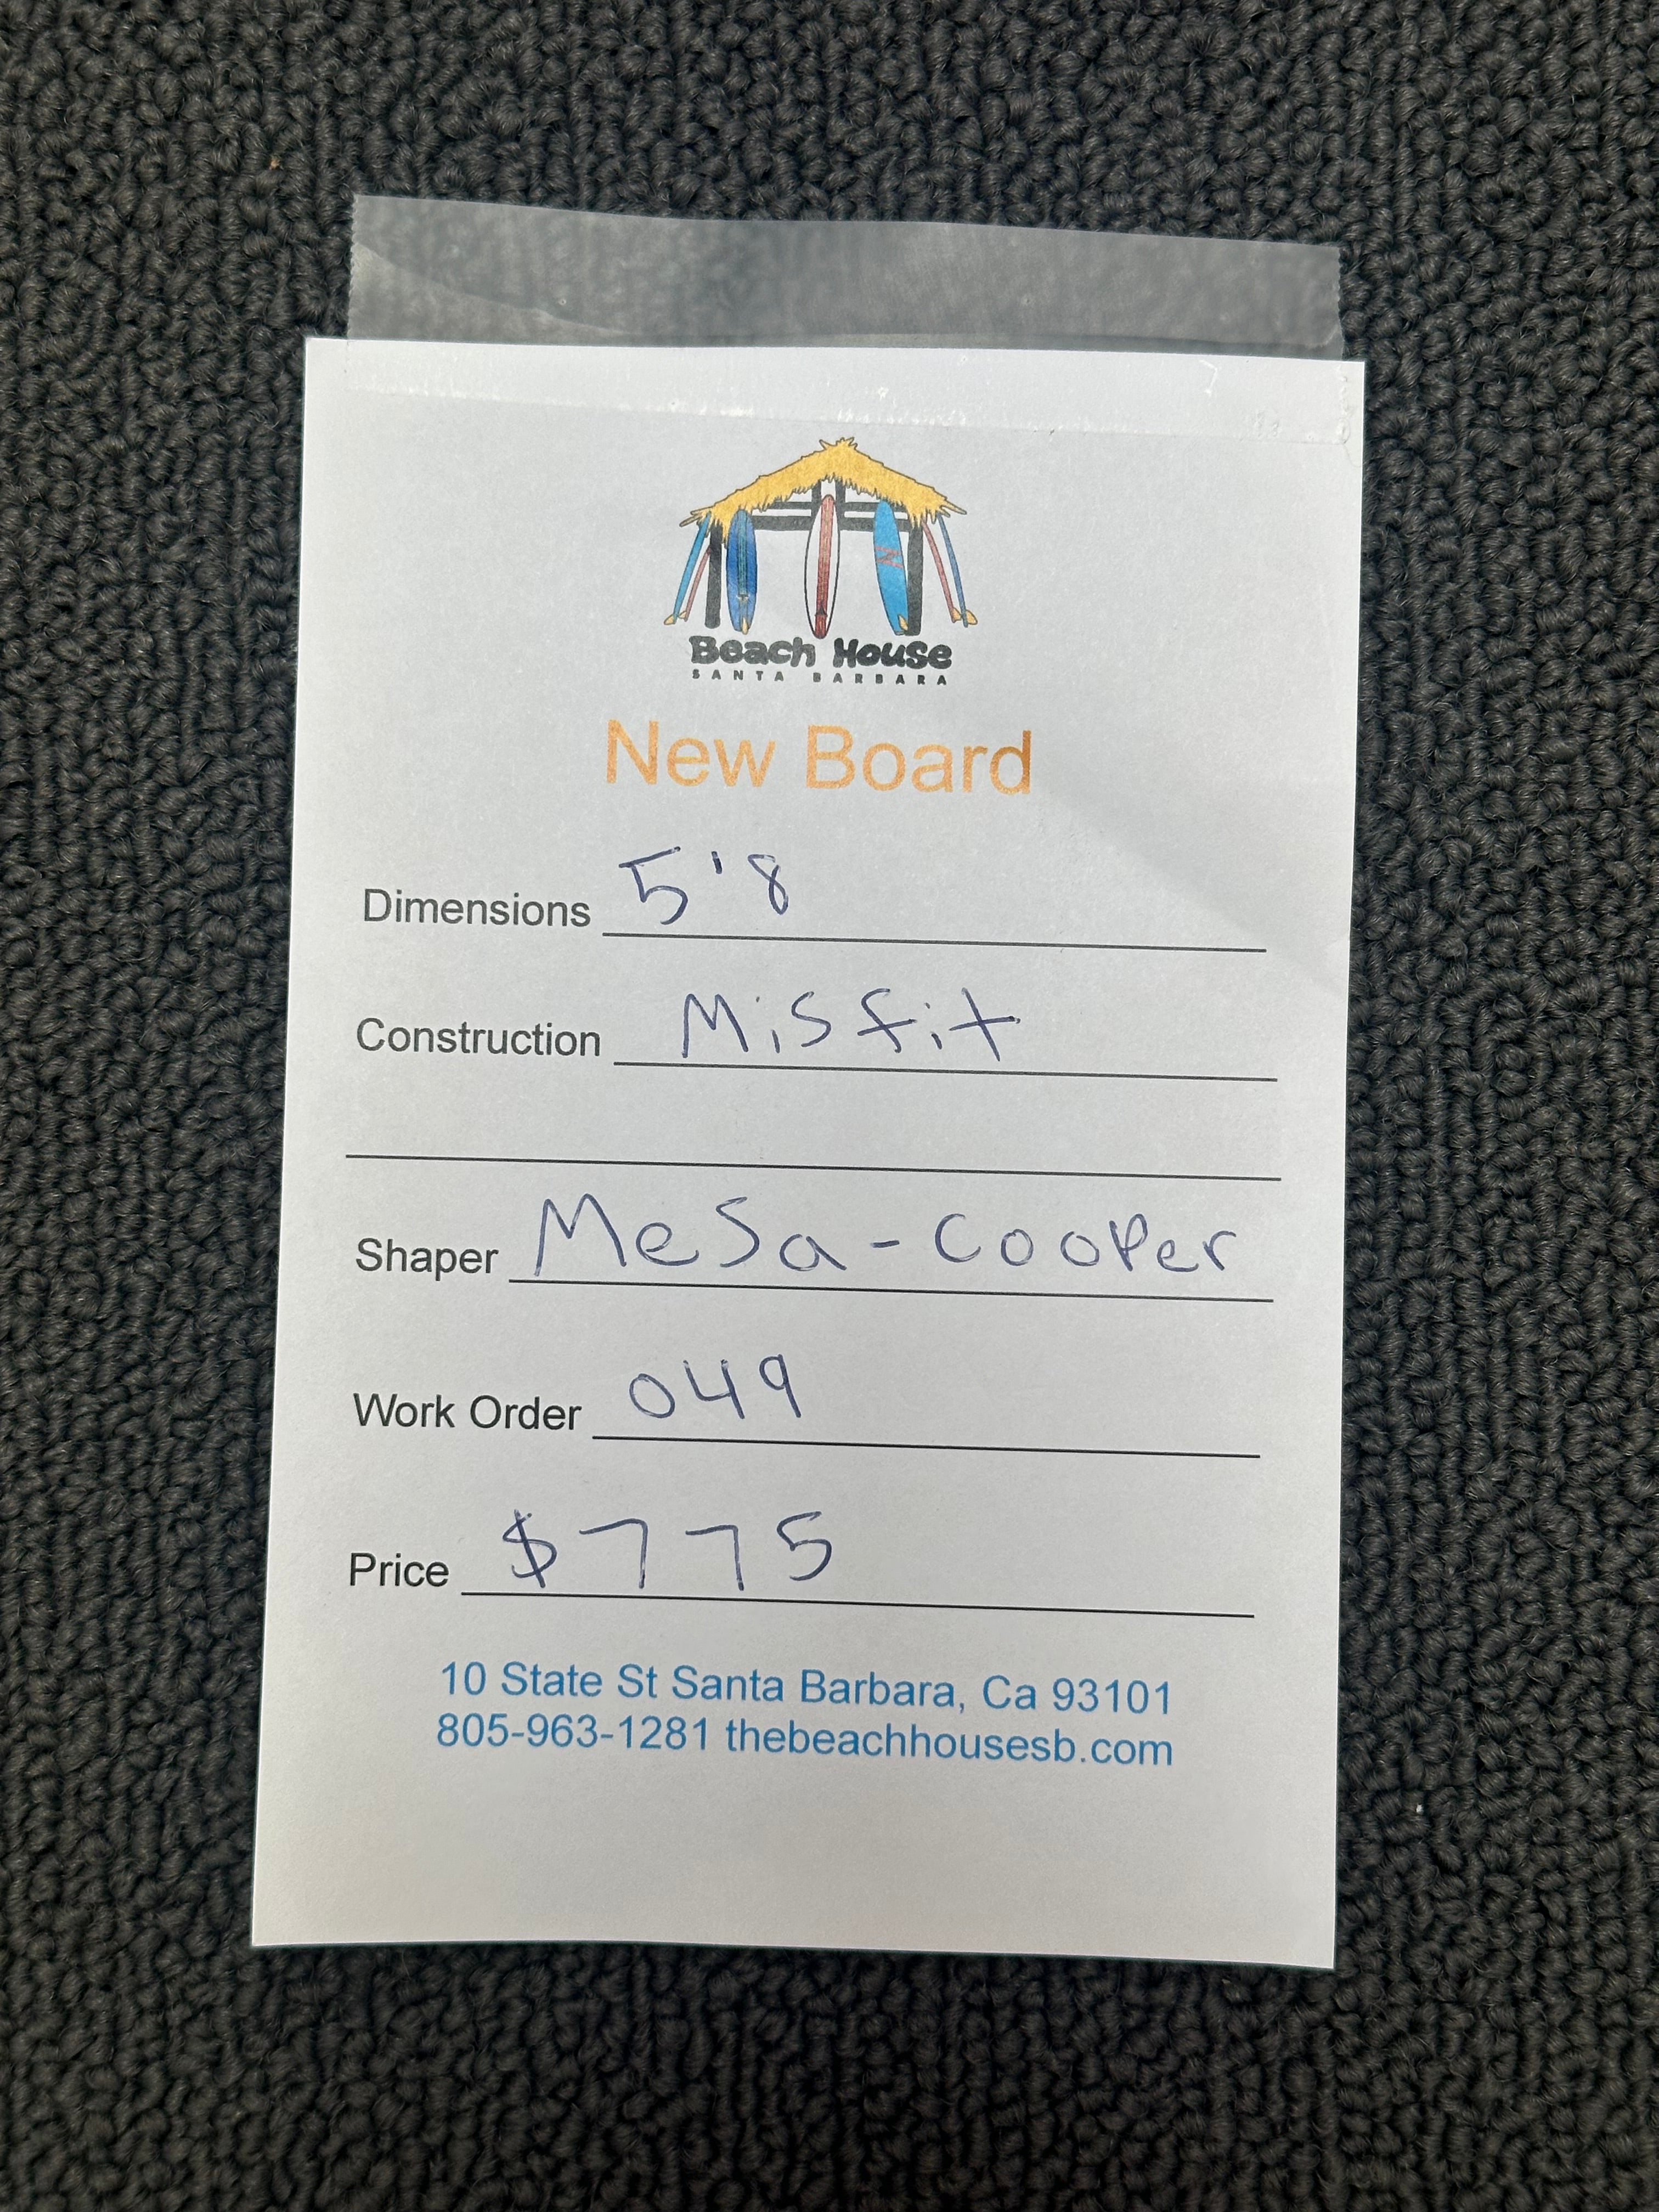 Beach House
SANTA BARBARA
New Board
Dimensions 5'8
Construction Misfit
Shaper Mesa-Cooper
Work Order 049
Price $775
10 State St Santa Barbara, Ca 93101
805-963-1281 thebeachhousesb.com